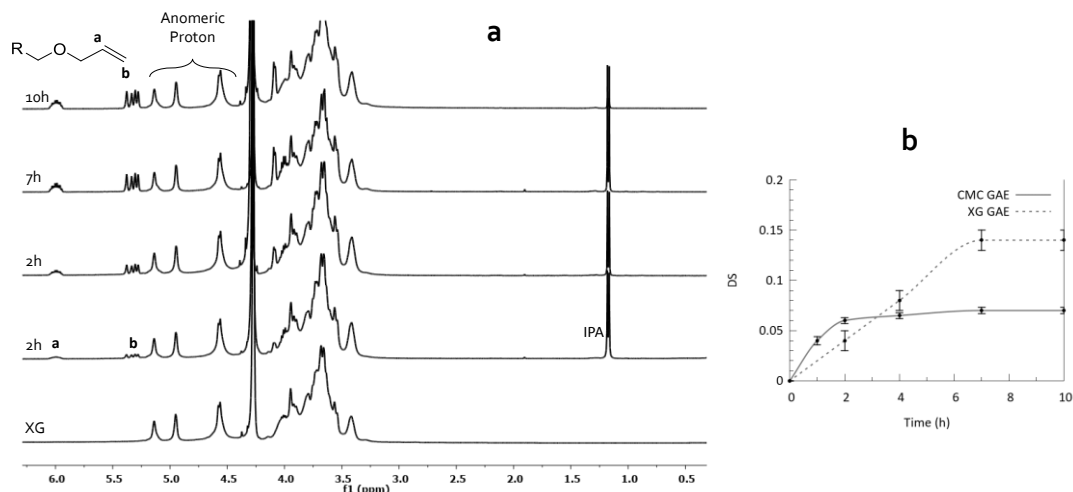 Anomeric
Proton
a
R
O
a
b
10h
7h
2h
2h
a
b
IPA
XG
6.0 5.5 5.0 4.5 4.0 3.5 3.0 2.5 2.0 1.5 1.0 0.5
f1 (ppm)
b
CMC GAE
XG GAE
0.2
0.15
0.1
0.05
0
DS
0 2 4 6 8 10
Time (h)